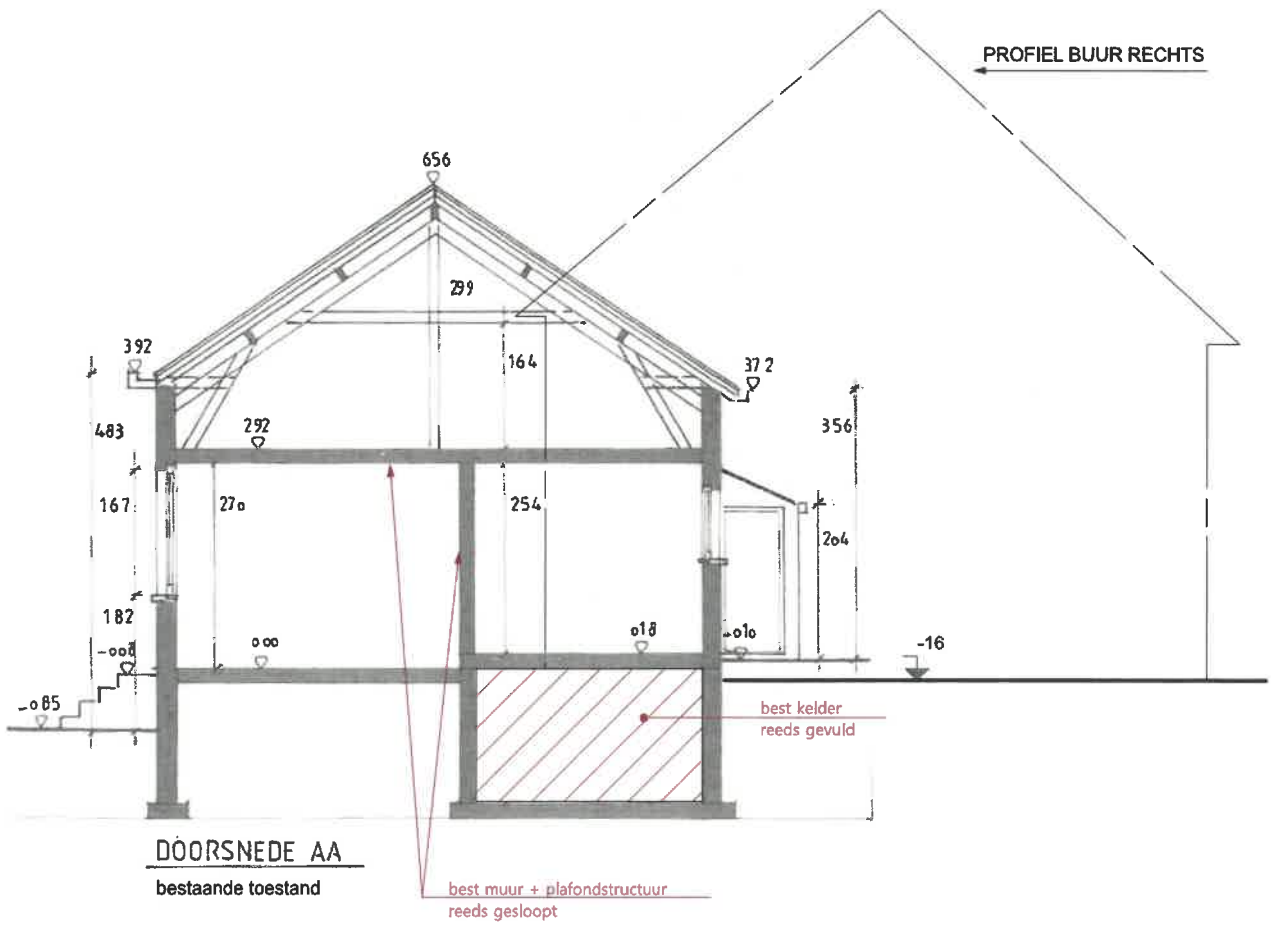 PROFIEL BUUR RECHTS
656
299
392
164
372
483
292
356
167
270
254
204
182
000
018
-010
-008
-16
-085
best kelder
reeds gevuld
DOORSNEDE AA
bestaande toestand
best muur + plafondstructuur
reeds gesloopt